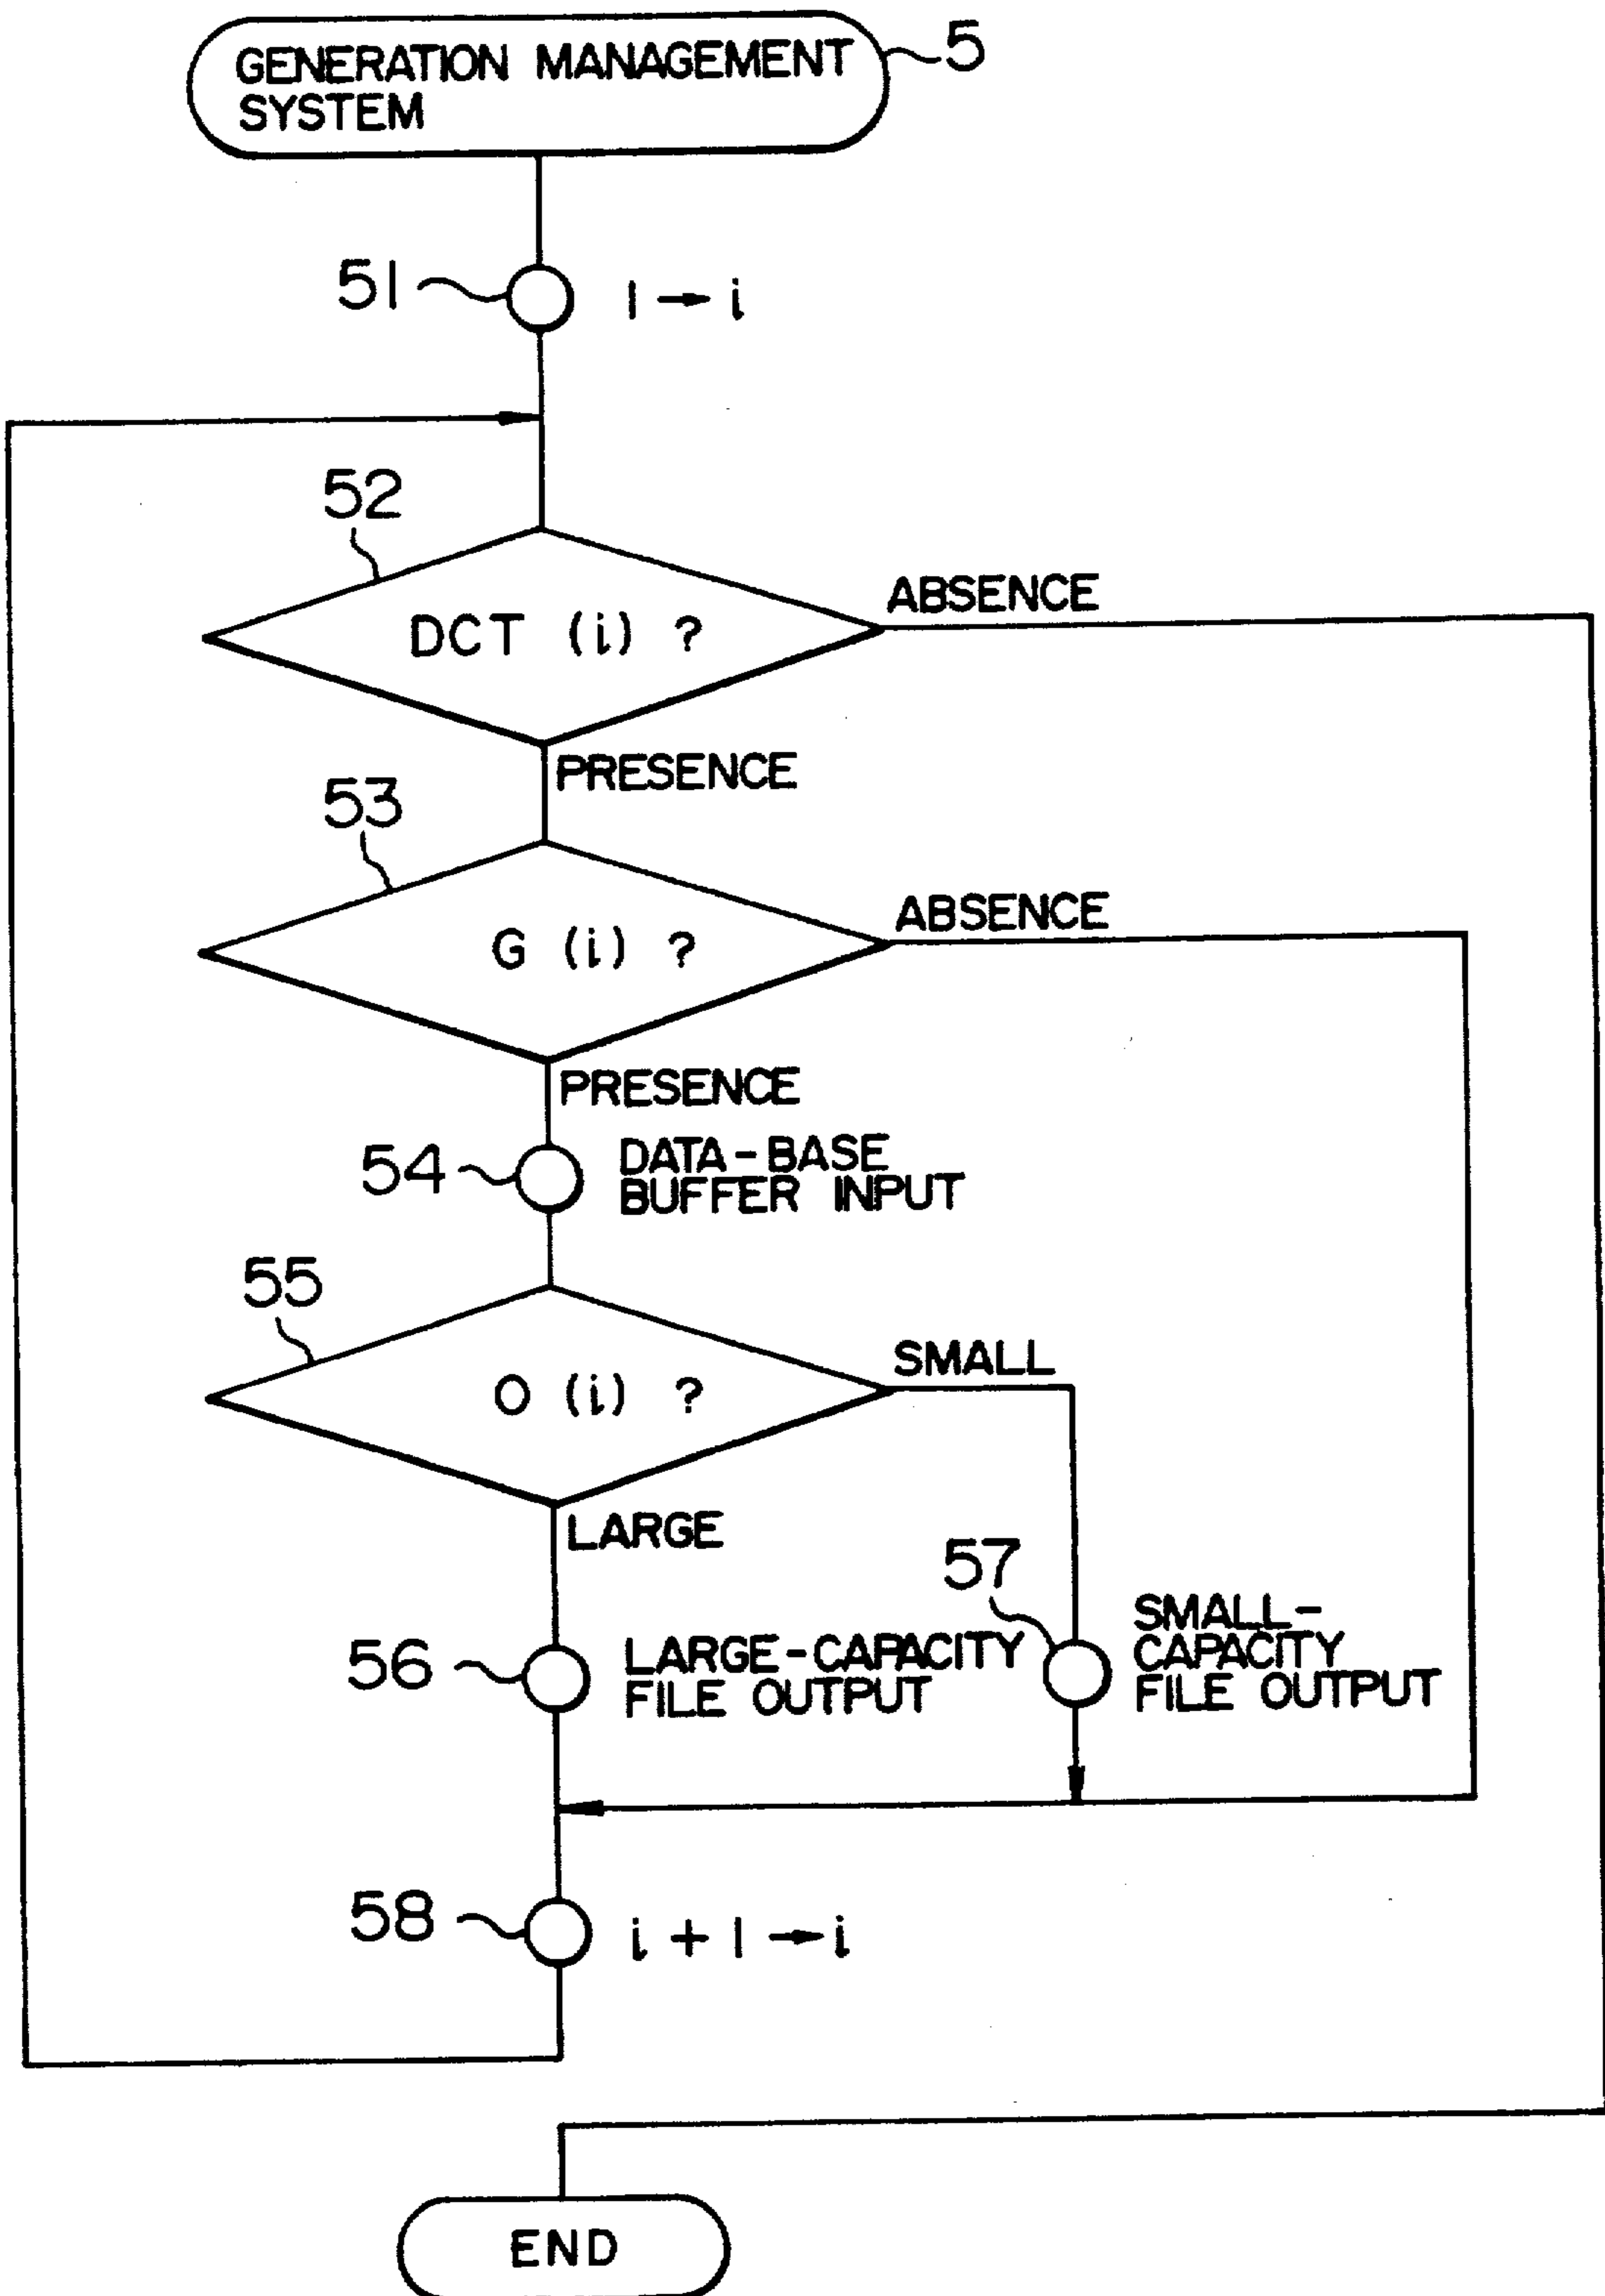 GENERATION MANAGEMENT
SYSTEM
5
51
1 → i
52
DCT (i) ?
ABSENCE
PRESENCE
53
G (i) ?
ABSENCE
PRESENCE
54
DATA-BASE
BUFFER INPUT
55
O (i) ?
SMALL
LARGE
57
SMALL-
CAPACITY
FILE OUTPUT
56
LARGE-CAPACITY
FILE OUTPUT
58
i + 1 → i
END